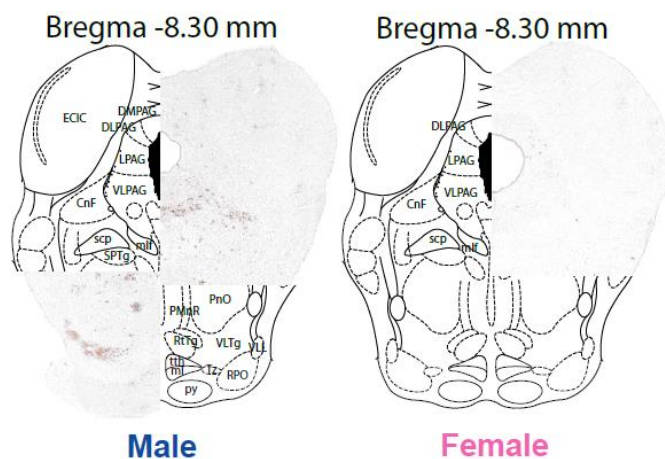 Bregma -8.30 mm
Bregma -8.30 mm
ECIC
DMPAG
DLPAG
LPAG
VLPAG
CnF
scp
mlf
SPTg
PnO
PMnR
RtTg
VLTg
VLL
ttb
ml
Tz
RPO
py
DLPAG
LPAG
VLPAG
CnF
scp
mlf
Male
Female